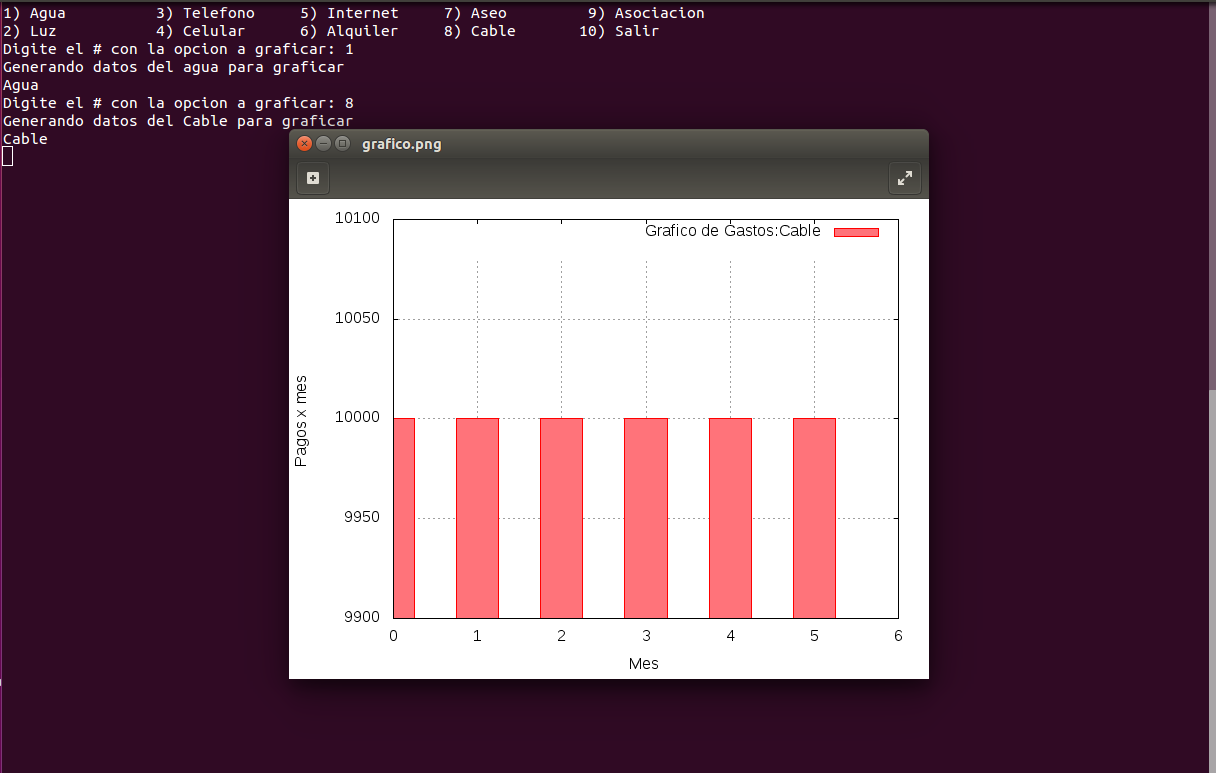 1) Agua 3) Telefono 5) Internet 7) Aseo 9) Asociacion
2) Luz 4) Celular 6) Alquiler 8) Cable 10) Salir
Digite el # con la opcion a graficar: 1
Generando datos del agua para graficar
Agua
Digite el # con la opcion a graficar: 8
Generando datos del Cable para graficar
Cable
grafico.png
Grafico de Gastos:Cable
10100
10050
10000
9950
9900
Pagos x mes
0 1 2 3 4 5 6
Mes